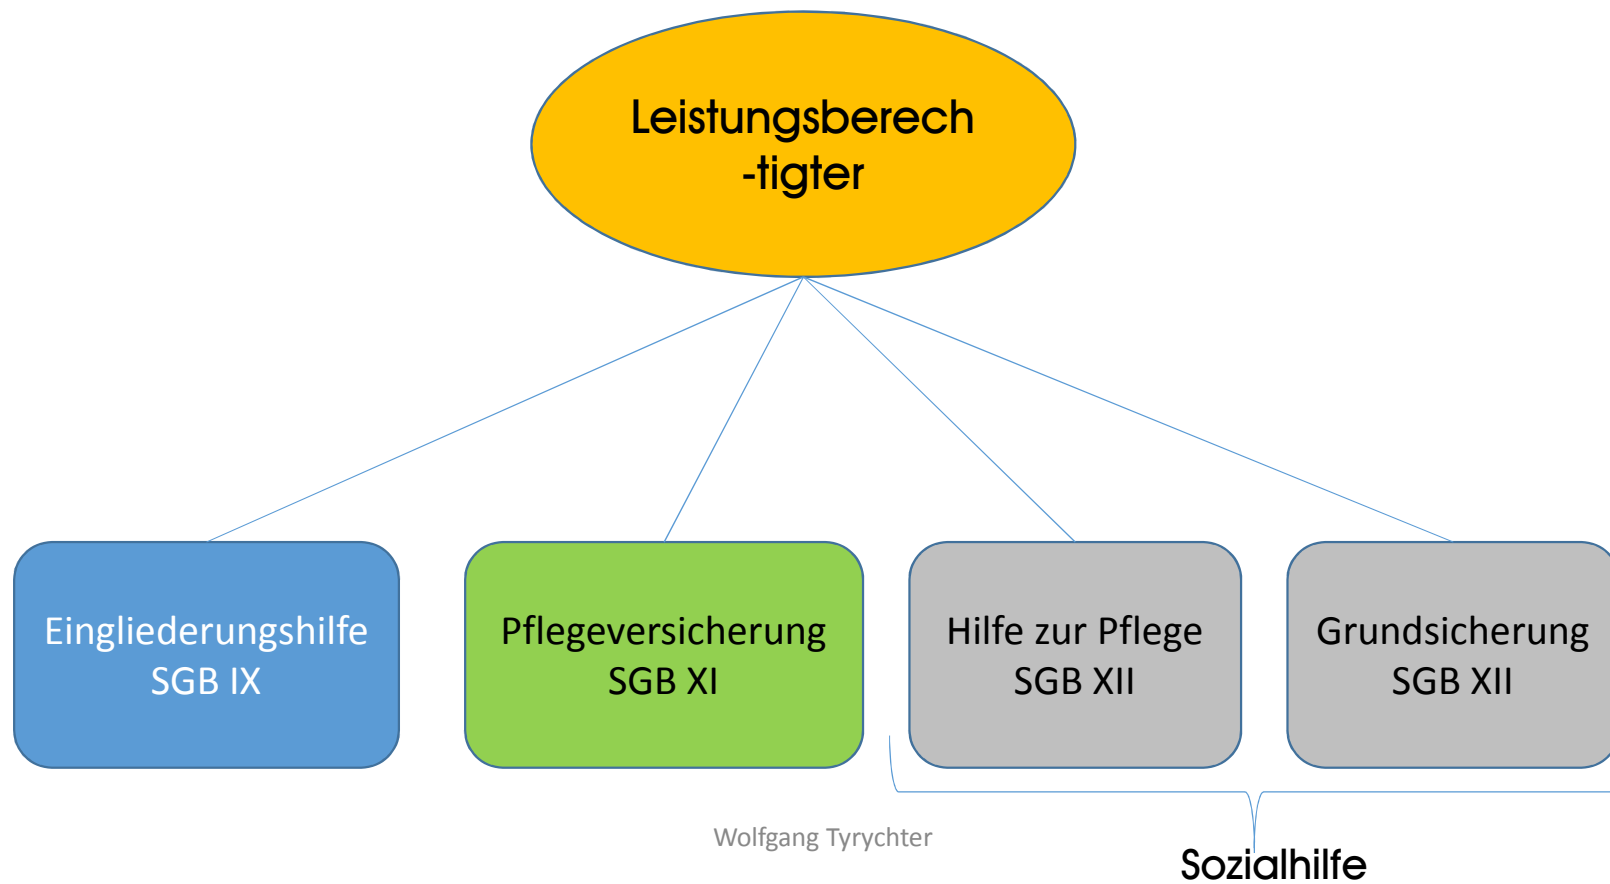 Leistungsberech
-tigter
Eingliederungshilfe
SGB IX
Pflegeversicherung
SGB XI
Hilfe zur Pflege
SGB XII
Grundsicherung
SGB XII
Wolfgang Tyrychter
Sozialhilfe